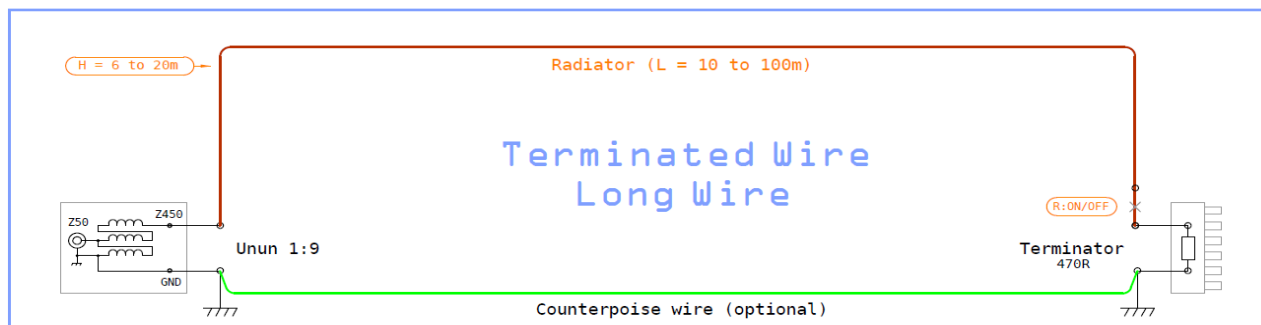 H = 6 to 20m
Radiator (L = 10 to 100m)
Terminated Wire
Long Wire
R:ON/OFF
Z50
Z450
Unun 1:9
GND
Terminator
470R
Counterpoise wire (optional)